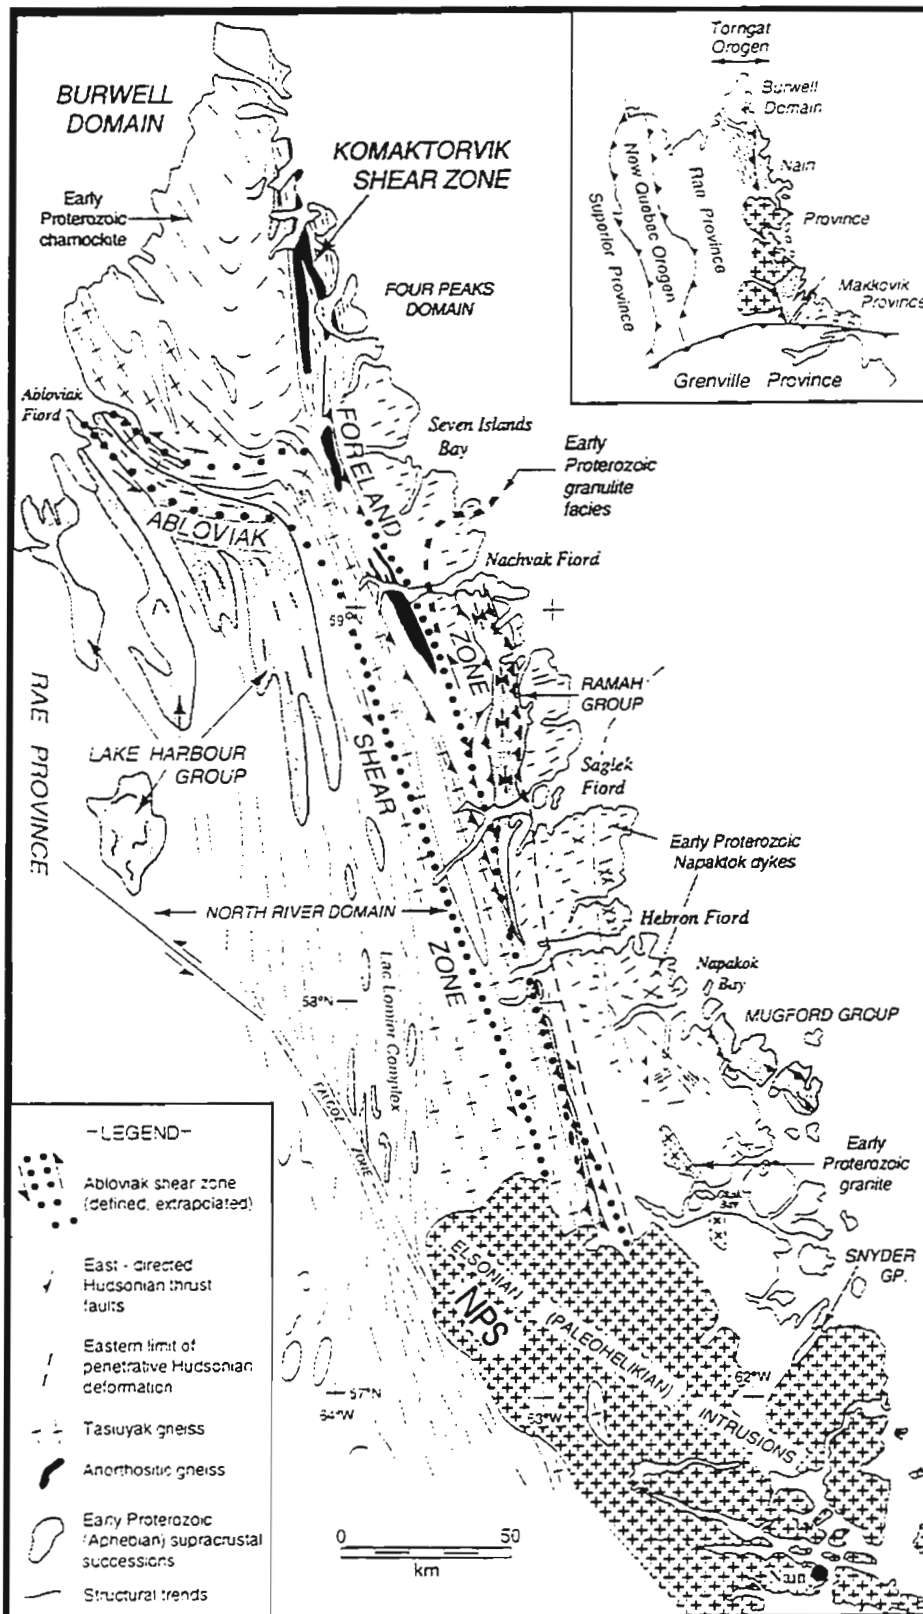 BURWELL
DOMAIN
KOMAKTORVIK
SHEAR ZONE
Early
Proterozoic
charnockite
FOUR PEAKS
DOMAIN
Torngat
Orogen
Burwell
Domain
Nain
Province
Rae Province
New Quebec Orogen
Superior Province
Makkovik
Province
Grenville Province
Abloviak
Fiord
Seven Islands
Bay
Early
Proterozoic
granulite
facies
FORELAND
ZONE
ABLOVIAK
SHEAR
ZONE
Nachvak Fiord
59°
RAMAH
GROUP
RAE PROVINCE
LAKE HARBOUR
GROUP
Saglek
Fiord
Early Proterozoic
Napaktok dykes
NORTH RIVER DOMAIN
Hebron Fiord
Lac Lomier Complex
58°N
Napakok
Bay
MUGFORD GROUP
FALCOZ
ZONE
Early
Proterozoic
granite
SNYDER
GP.
ELSONIAN
(PALEOHELIKIAN)
INTRUSIONS
NPS
62°W
57°N
64°W
63°W
Nain
0 50
km
-LEGEND-
Abloviak shear zone
(defined, extrapolated)
East - directed
Hudsonian thrust
faults
Eastern limit of
penetrative Hudsonian
deformation
Tasiuyak gneiss
Anorthositic gneiss
Early Proterozoic
(Aphebian) supracrustal
successions
Structural trends